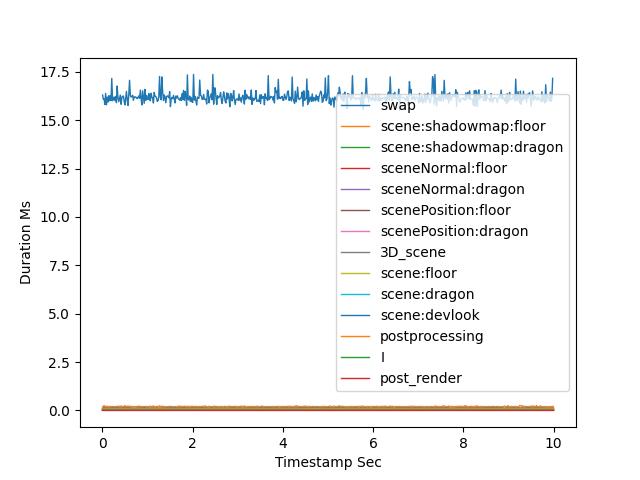 17.5
15.0
12.5
10.0
7.5
5.0
2.5
0.0
Duration Ms
swap
scene:shadowmap:floor
scene:shadowmap:dragon
sceneNormal:floor
sceneNormal:dragon
scenePosition:floor
scenePosition:dragon
3D_scene
scene:floor
scene:dragon
scene:devlook
postprocessing
I
post_render
0 2 4 6 8 10
Timestamp Sec